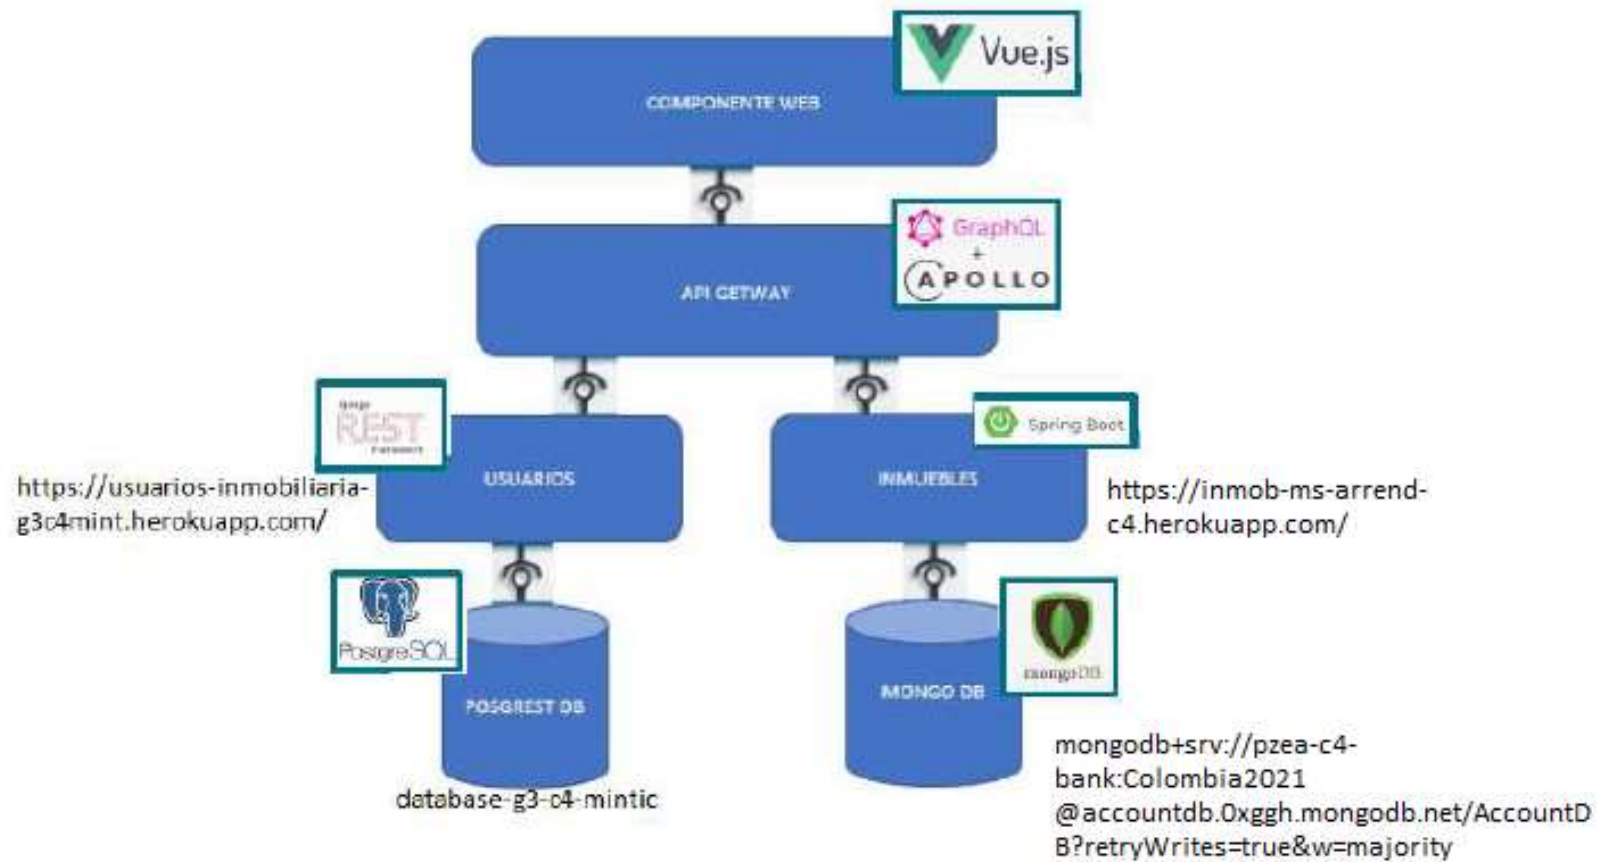 Vue.js
COMPONENTE WEB
GraphQL
+
APOLLO
API GETWAY
django
REST
framework
Spring Boot
USUARIOS
INMUEBLES
https://usuarios-inmobiliaria-
g3c4mint.herokuapp.com/
https://inmob-ms-arrend-
c4.herokuapp.com/
PostgreSQL
mongoDB
POSGREST DB
MONGO DB
database-g3-c4-mintic
mongodb+srv://pzea-c4-
bank:Colombia2021
@accountdb.0xggh.mongodb.net/AccountD
B?retryWrites=true&w=majority